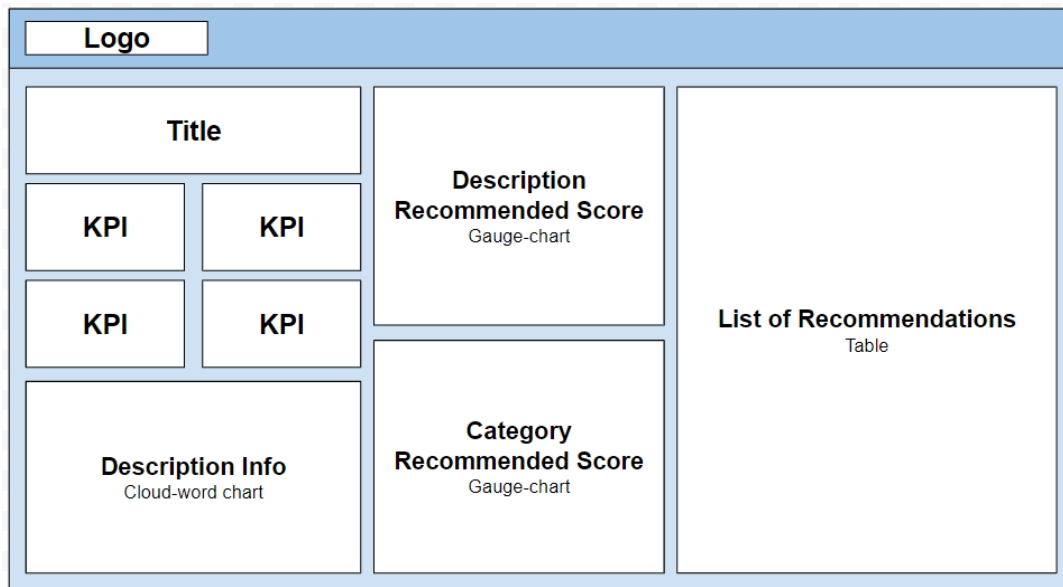 Logo
Title
KPI
KPI
KPI
KPI
Description Info
Cloud-word chart
Description
Recommended Score
Gauge-chart
Category
Recommended Score
Gauge-chart
List of Recommendations
Table